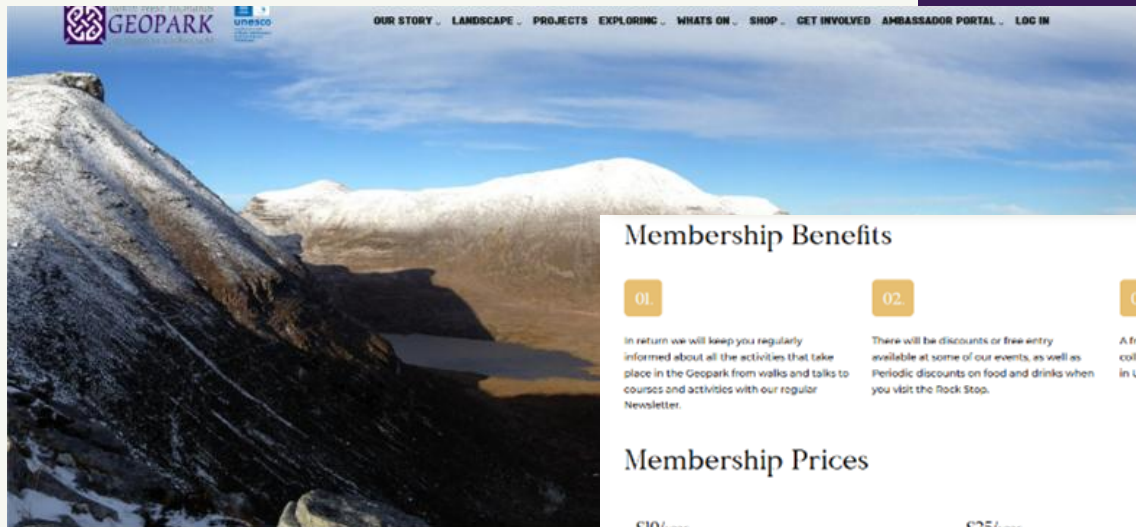 GEOPARK
unesco
OUR STORY LANDSCAPE PROJECTS EXPLORING WHATS ON SHOP GET INVOLVED AMBASSADOR PORTAL LOG IN
Membership Benefits
01.
In return we will keep you regularly
informed about all the activities that take
place in the Geopark from walks and talks to
courses and activities with our regular
Newsletter.
02.
There will be discounts or free entry
available at some of our events, as well as
Periodic discounts on food and drinks when
you visit the Rock Stop.
Membership Prices